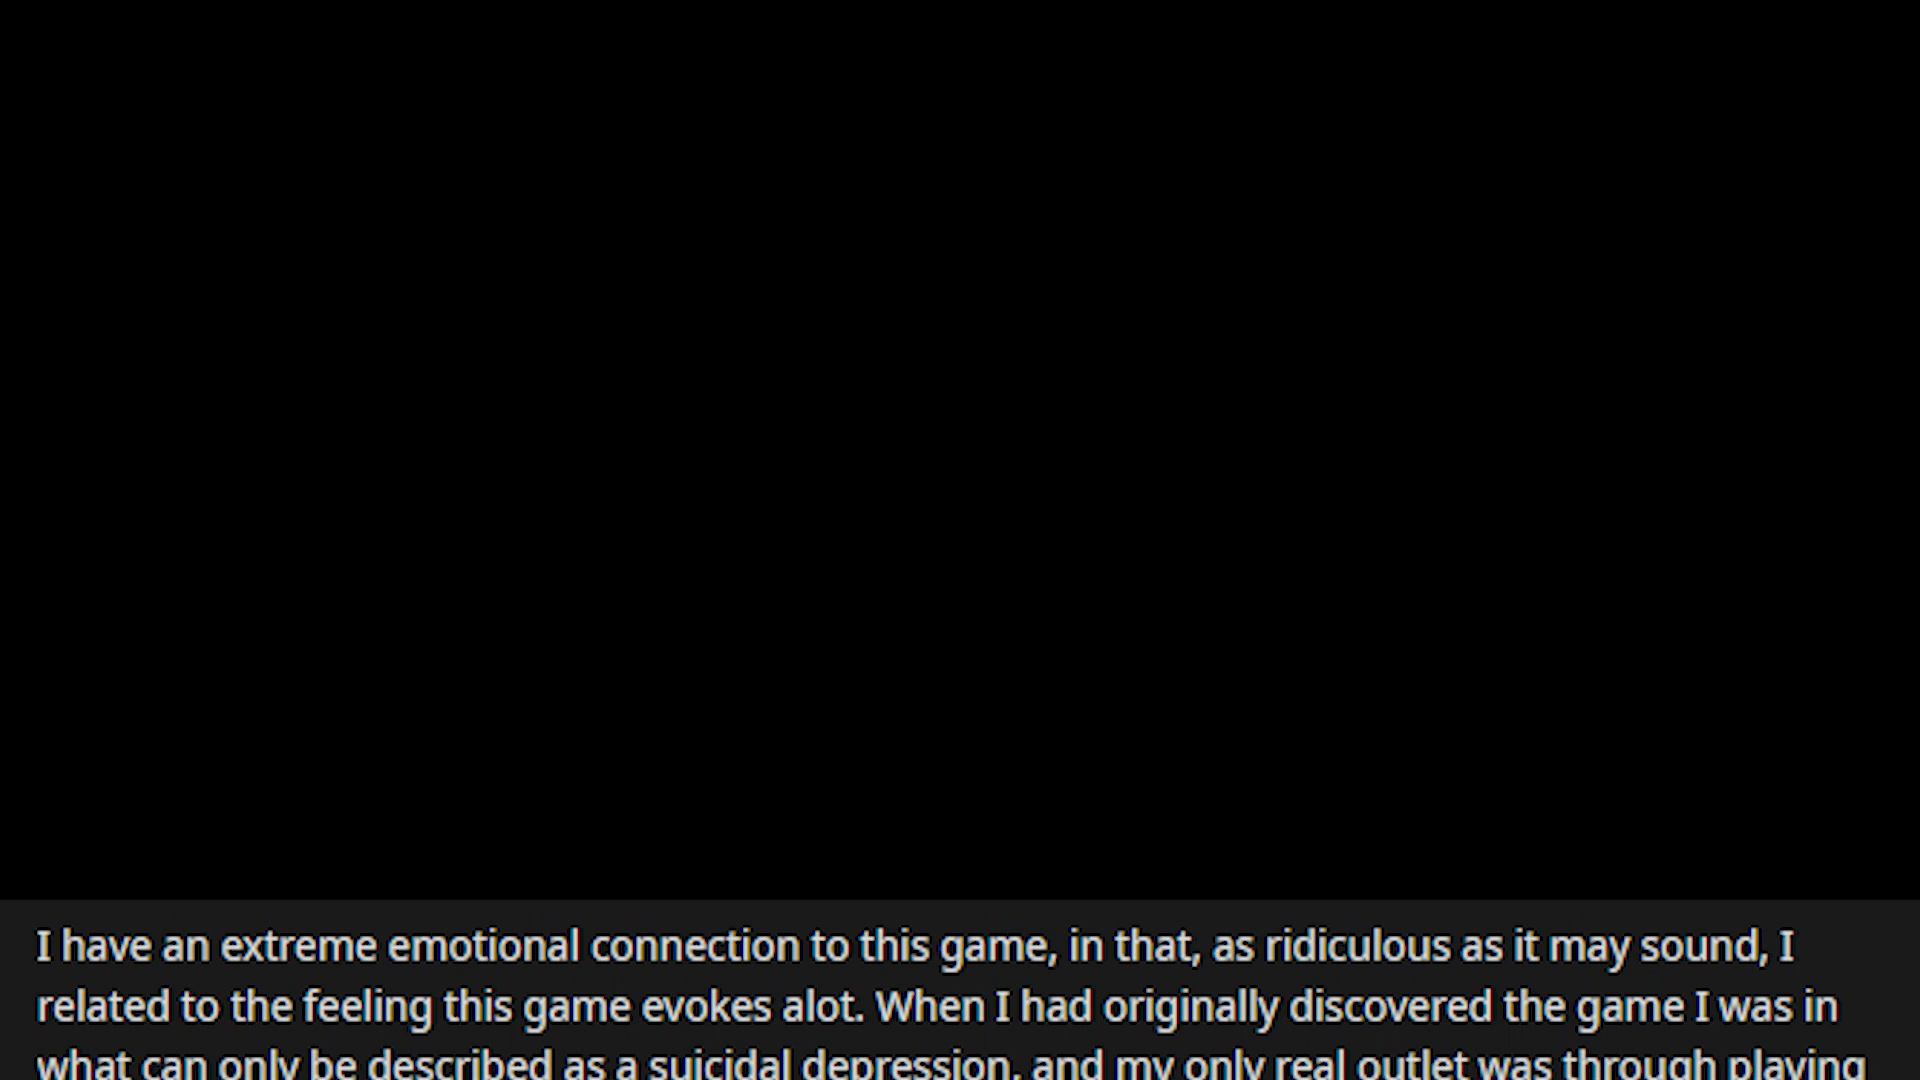 I have an extreme emotional connection to this game, in that, as ridiculous as it may sound, I
related to the feeling this game evokes alot. When I had originally discovered the game I was in
what can only be described as a suicidal depression, and my only real outlet was through playing